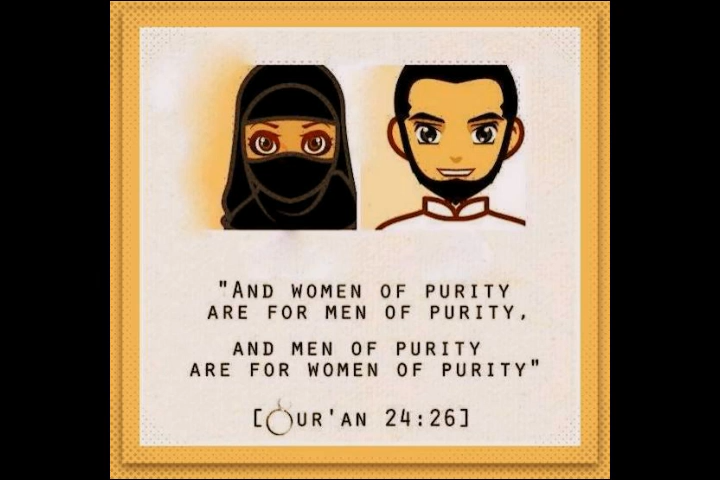 "AND WOMEN OF PURITY
ARE FOR MEN OF PURITY,
AND MEN OF PURITY
ARE FOR WOMEN OF PURITY"
[QUR'AN 24:26]